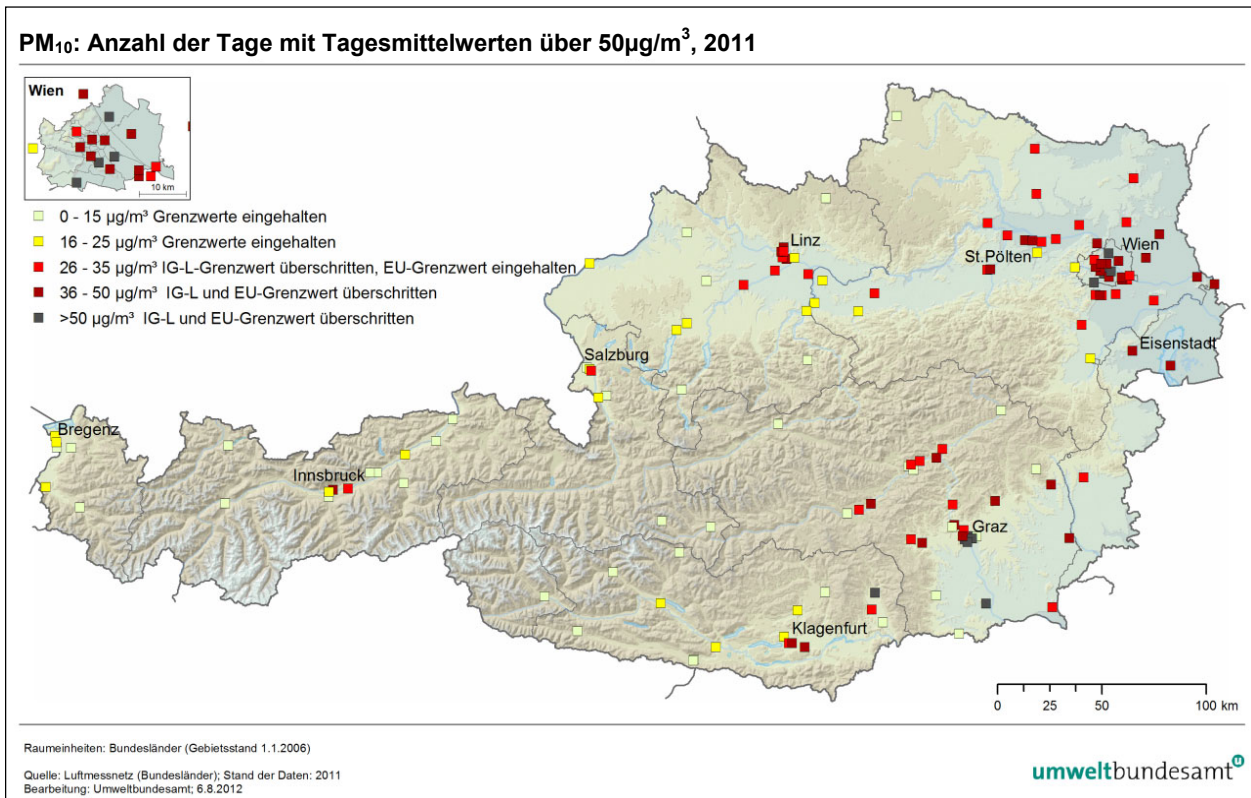 PM₁₀: Anzahl der Tage mit Tagesmittelwerten über 50µg/m³, 2011
Wien
10 km
0 - 15 µg/m³ Grenzwerte eingehalten
16 - 25 µg/m³ Grenzwerte eingehalten
26 - 35 µg/m³ IG-L-Grenzwert überschritten, EU-Grenzwert eingehalten
36 - 50 µg/m³ IG-L und EU-Grenzwert überschritten
>50 µg/m³ IG-L und EU-Grenzwert überschritten
Linz
St.Pölten
Wien
Salzburg
Eisenstadt
Bregenz
Innsbruck
Graz
Klagenfurt
0 25 50 100 km
Raumeinheiten: Bundesländer (Gebietsstand 1.1.2006)
Quelle: Luftmessnetz (Bundesländer); Stand der Daten: 2011
Bearbeitung: Umweltbundesamt; 6.8.2012
umweltbundesamt u